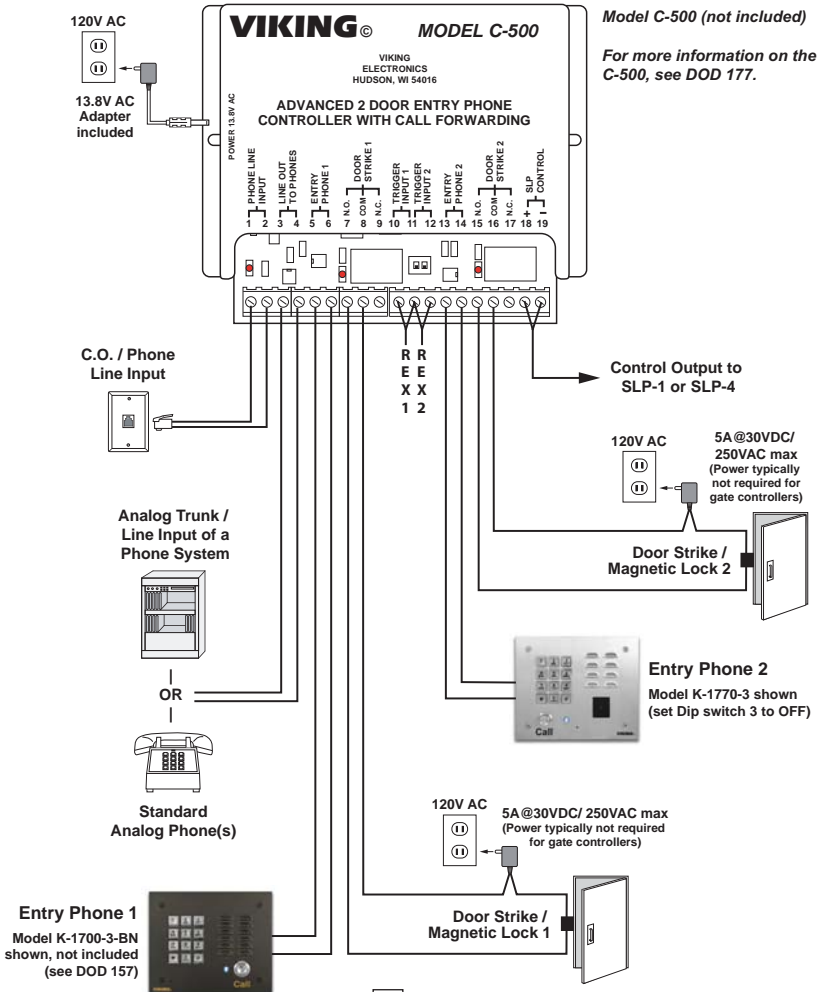 VIKING©
MODEL C-500
VIKING
ELECTRONICS
HUDSON, WI 54016
ADVANCED 2 DOOR ENTRY PHONE
CONTROLLER WITH CALL FORWARDING
Model C-500 (not included)
For more information on the
C-500, see DOD 177.
120V AC
13.8V AC
Adapter
included
POWER 13.8V AC
PHONE LINE
INPUT
LINE OUT
TO PHONES
ENTRY
PHONE 1
DOOR
STRIKE 1
N.O.
COM
N.C.
TRIGGER
INPUT 1
TRIGGER
INPUT 2
ENTRY
PHONE 2
DOOR
STRIKE 2
N.O.
COM
N.C.
SLP
CONTROL
+ –
1 2 3 4 5 6 7 8 9 10 11 12 13 14 15 16 17 18 19
C.O. / Phone
Line Input
REX1
REX2
Control Output to
SLP-1 or SLP-4
120V AC
5A@30VDC/
250VAC max
(Power typically
not required for
gate controllers)
Door Strike /
Magnetic Lock 2
Analog Trunk /
Line Input of a
Phone System
OR
Standard
Analog Phone(s)
Call
Entry Phone 2
Model K-1770-3 shown
(set Dip switch 3 to OFF)
120V AC
5A@30VDC/ 250VAC max
(Power typically not required
for gate controllers)
Door Strike /
Magnetic Lock 1
Entry Phone 1
Model K-1700-3-BN
shown, not included
(see DOD 157)
Call